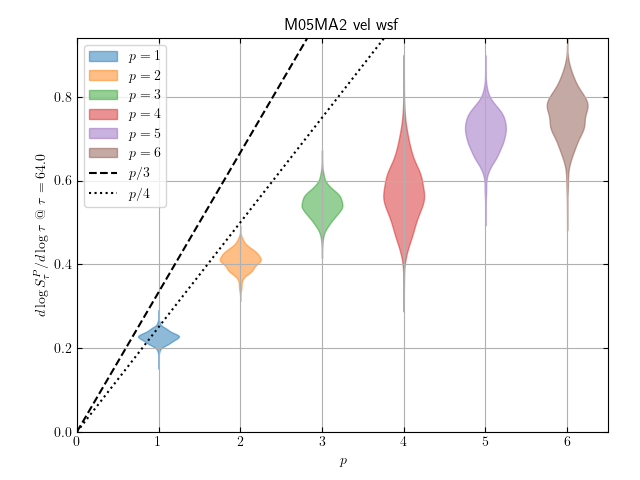 M05MA2 vel wsf
d log S_τ^P / d log τ @ τ = 64.0
0.8
0.6
0.4
0.2
0.0
p = 1
p = 2
p = 3
p = 4
p = 5
p = 6
p/3
p/4
0 1 2 3 4 5 6
p